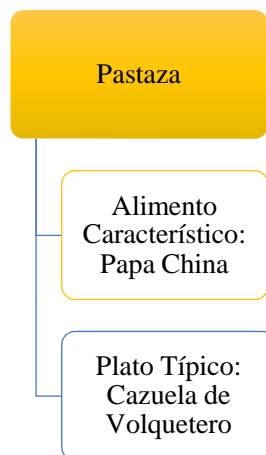 Pastaza
Alimento
Característico:
Papa China
Plato Típico:
Cazuela de
Volquetero